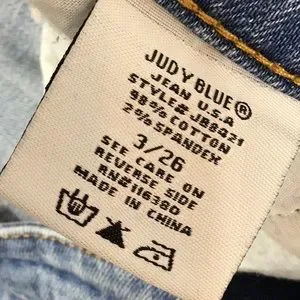 JUDY BLUE®
JEAN U.S.A
STYLE# JR8021
98% COTTON
2% SPANDEX
3/26
SEE CARE ON
REVERSE SIDE
RN#116380
MADE IN
CHINA